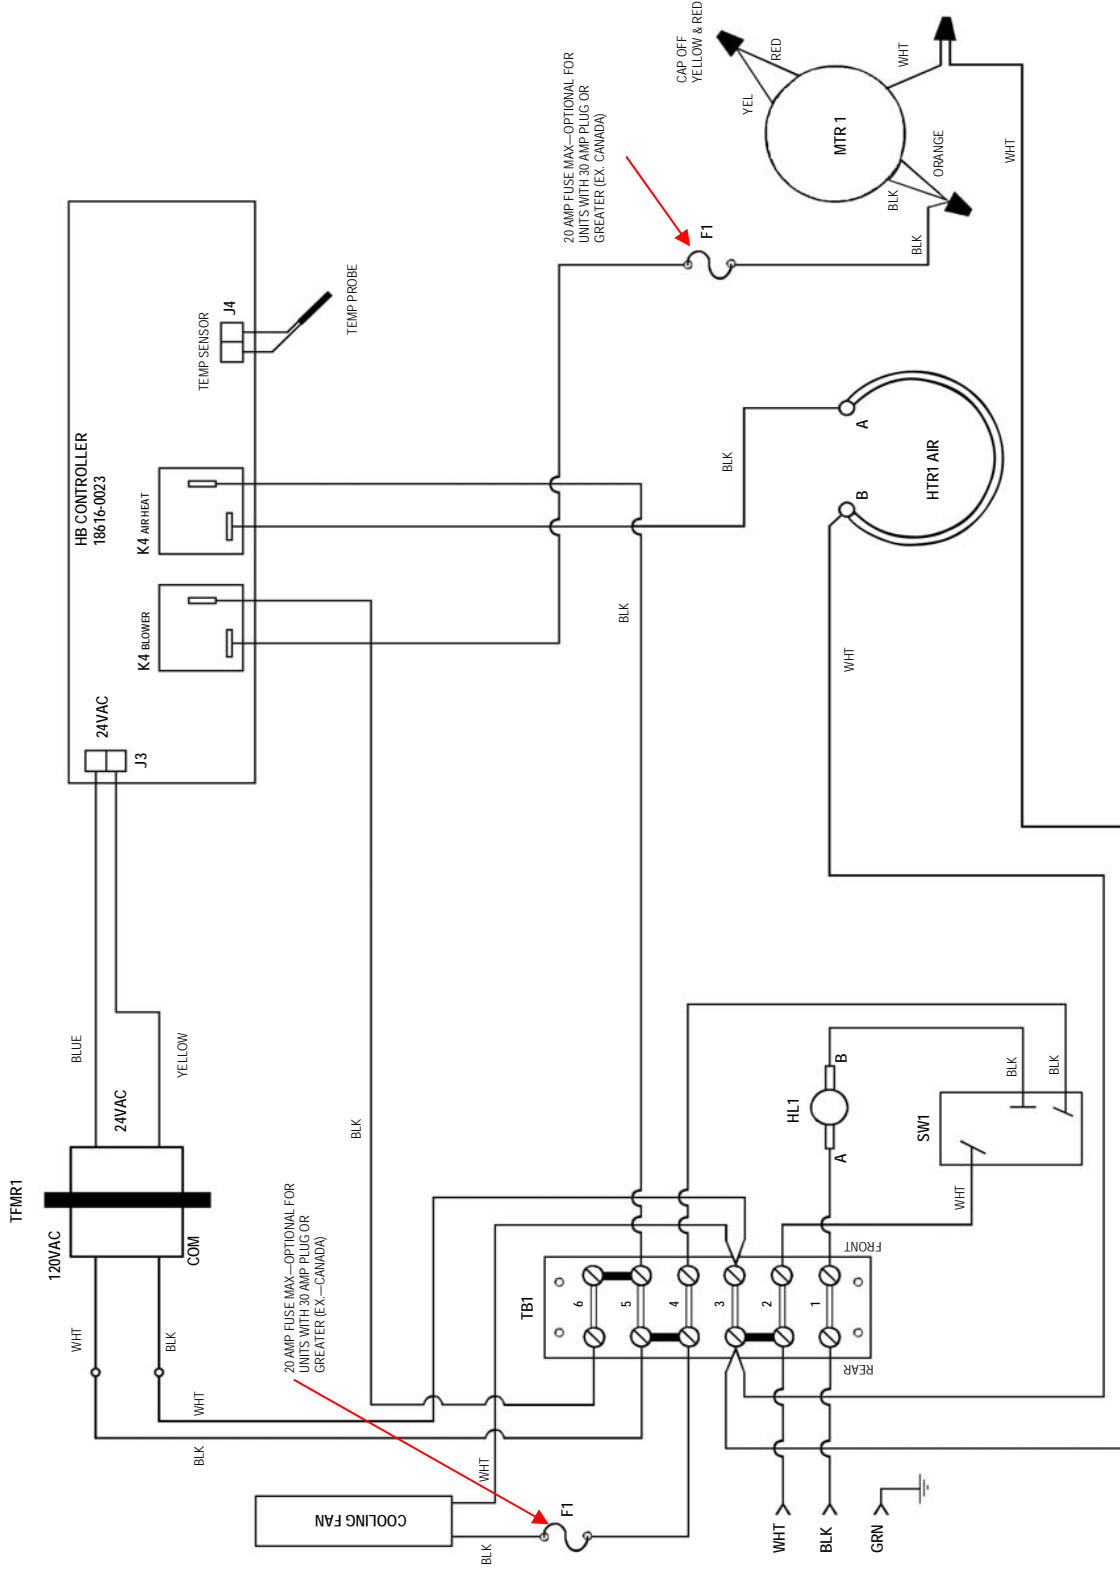 TFMR1
120VAC
COM
24VAC
WHT
BLK
BLUE
YELLOW
WHT
BLK
HB CONTROLLER
18616-0023
24VAC
J3
K4 BLOWER
K4 AIR HEAT
TEMP SENSOR
J4
TEMP PROBE
BLK
BLK
BLK
20 AMP FUSE MAX—OPTIONAL FOR
UNITS WITH 30 AMP PLUG OR
GREATER (EX.—CANADA)
20 AMP FUSE MAX—OPTIONAL FOR
UNITS WITH 30 AMP PLUG OR
GREATER (EX. CANADA)
F1
BLK
CAP OFF
YELLOW & RED
RED
YEL
WHT
MTR 1
BLK
ORANGE
WHT
A
B
HTR1 AIR
WHT
COOLING FAN
WHT
BLK
F1
TB1
6
5
4
3
2
1
FRONT
REAR
HL1
A
B
SW1
BLK
BLK
WHT
WHT
BLK
GRN